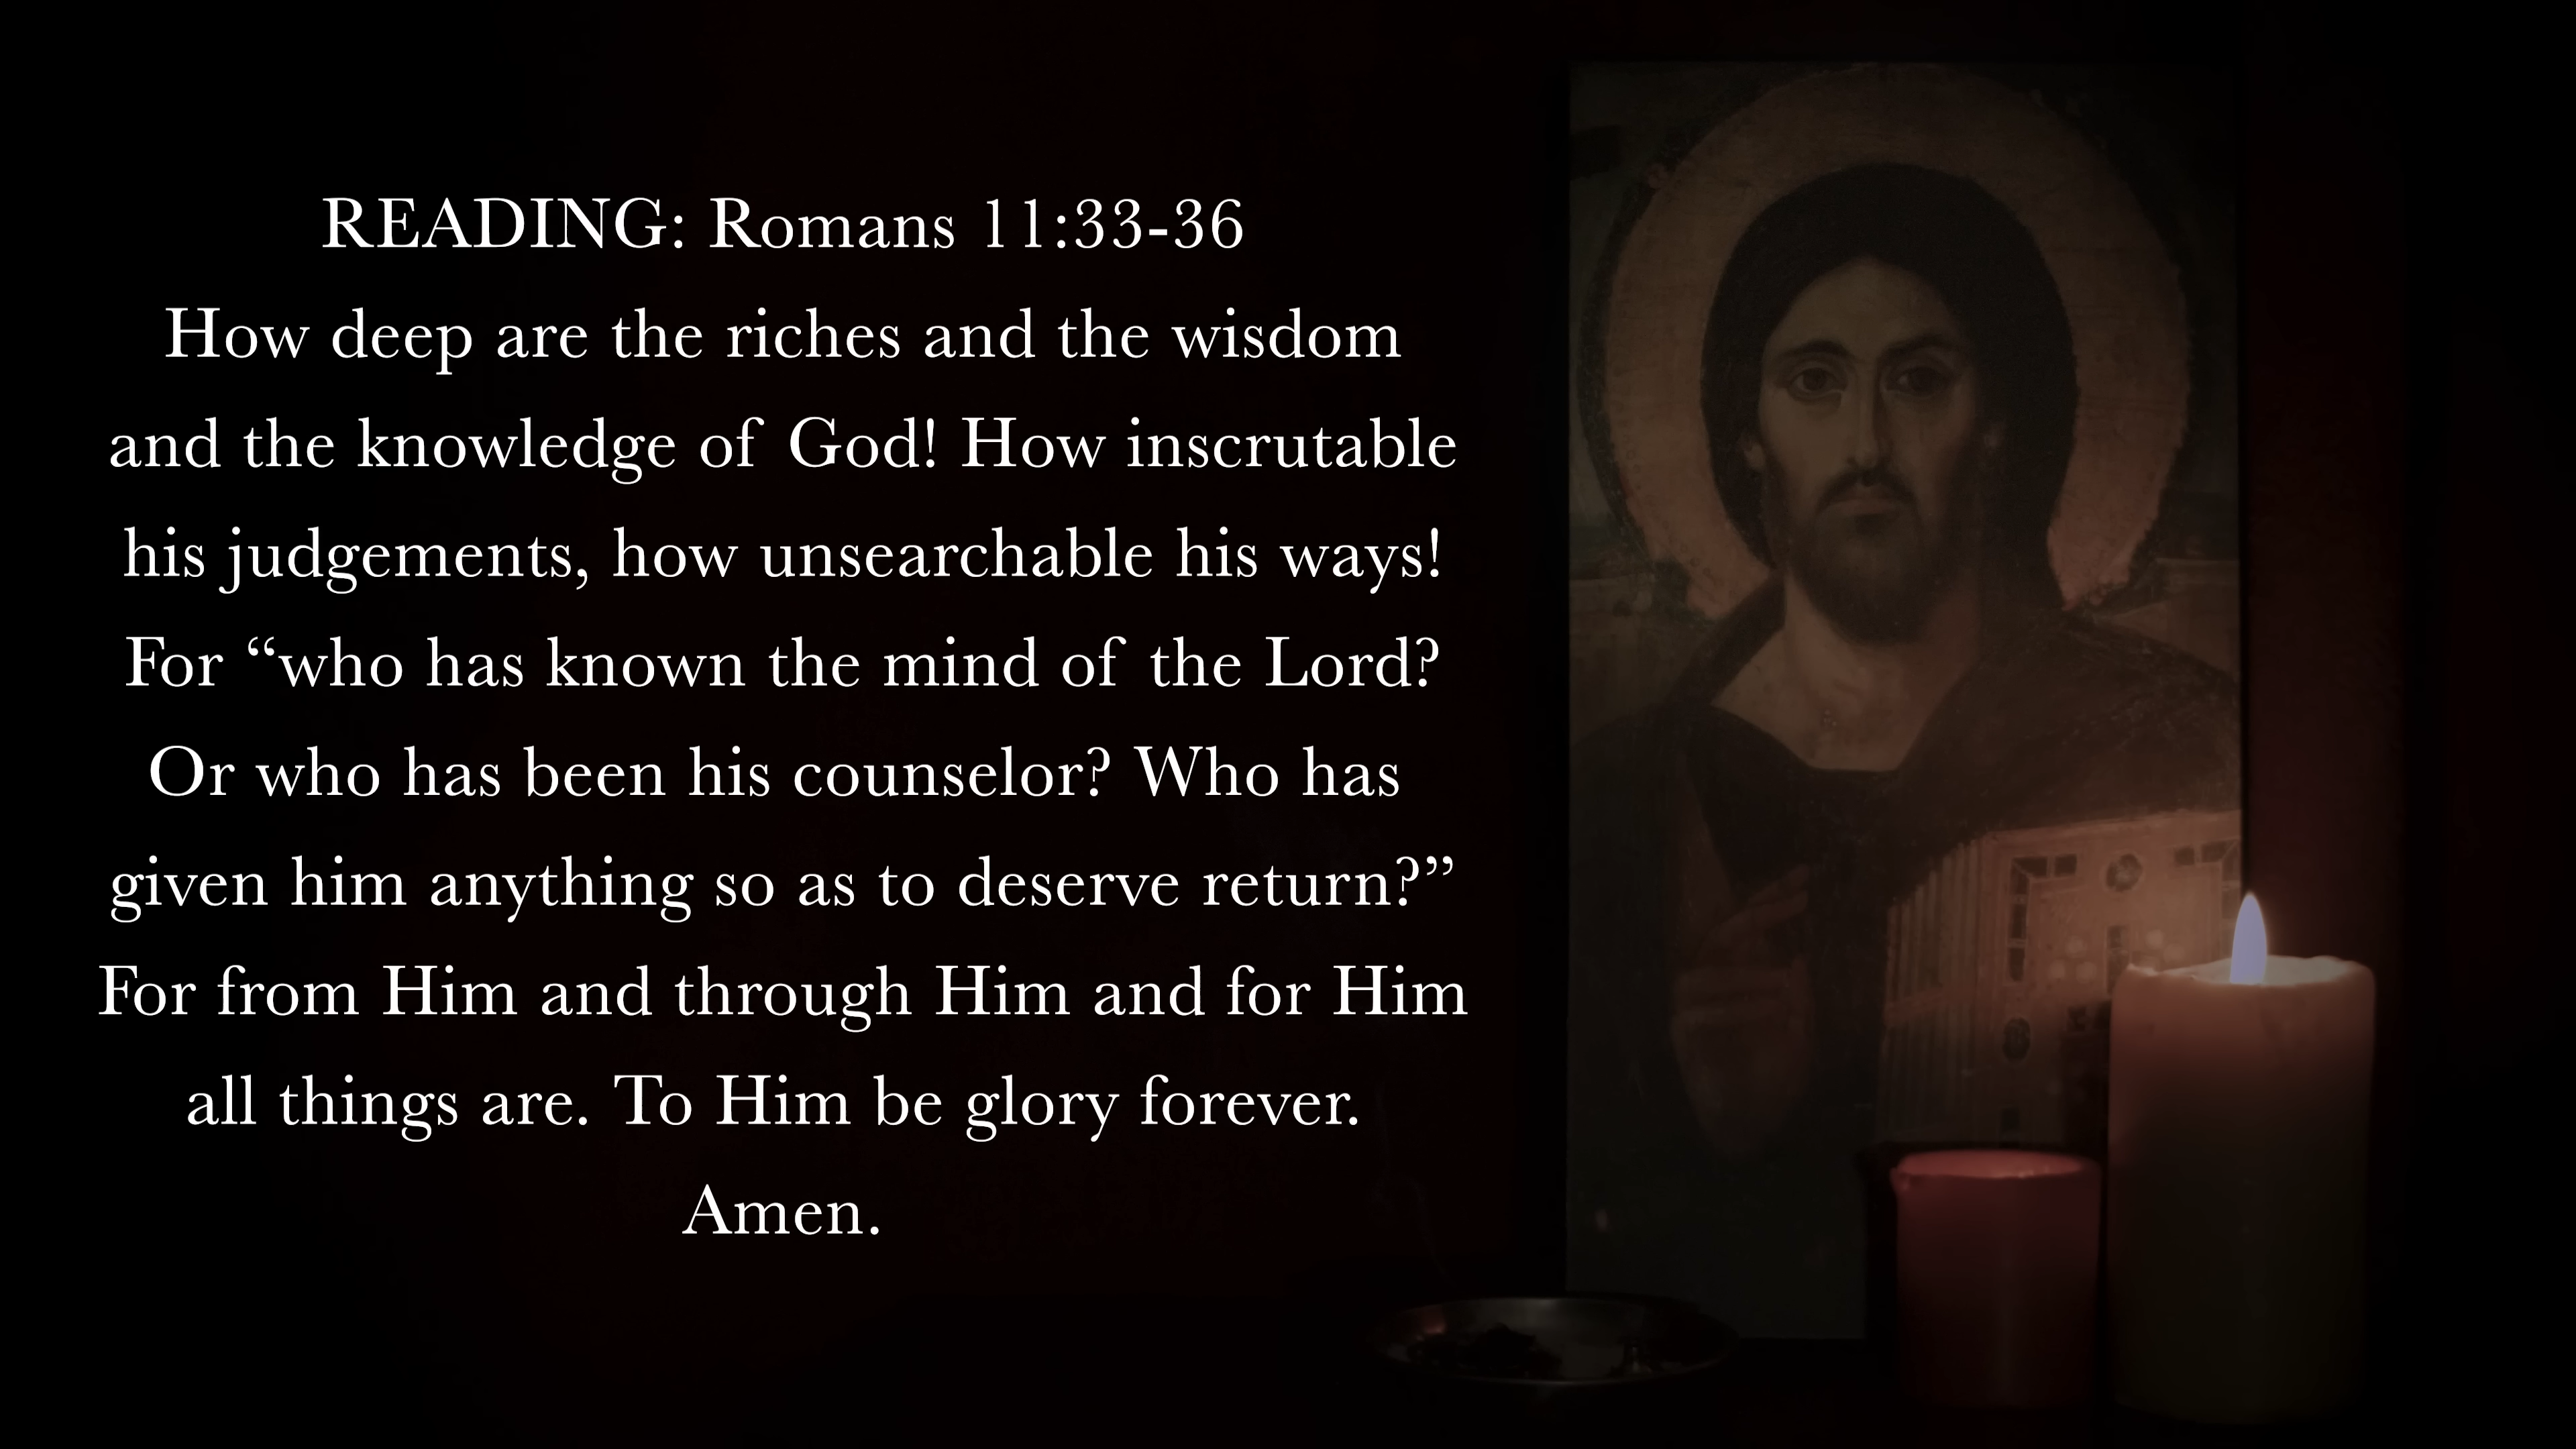 READING: Romans 11:33-36
How deep are the riches and the wisdom
and the knowledge of God! How inscrutable
his judgements, how unsearchable his ways!
For “who has known the mind of the Lord?
Or who has been his counselor? Who has
given him anything so as to deserve return?”
For from Him and through Him and for Him
all things are. To Him be glory forever.
Amen.